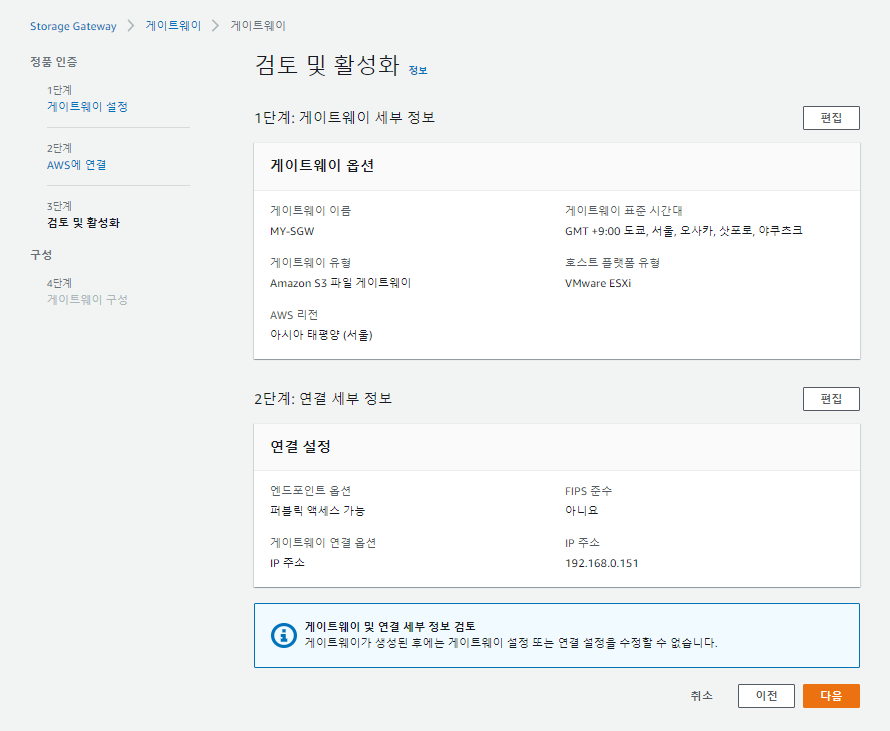 Storage Gateway > 게이트웨이 > 게이트웨이
정품 인증
1단계
게이트웨이 설정
2단계
AWS에 연결
3단계
검토 및 활성화
구성
4단계
게이트웨이 구성
검토 및 활성화 정보
1단계: 게이트웨이 세부 정보
편집
게이트웨이 옵션
게이트웨이 이름
MY-SGW
게이트웨이 표준 시간대
GMT +9:00 도쿄, 서울, 오사카, 삿포로, 야쿠츠크
게이트웨이 유형
Amazon S3 파일 게이트웨이
호스트 플랫폼 유형
VMware ESXi
AWS 리전
아시아 태평양 (서울)
2단계: 연결 세부 정보
편집
연결 설정
엔드포인트 옵션
퍼블릭 액세스 가능
FIPS 준수
아니요
게이트웨이 연결 옵션
IP 주소
IP 주소
192.168.0.151
게이트웨이 및 연결 세부 정보 검토
게이트웨이가 생성된 후에는 게이트웨이 설정 또는 연결 설정을 수정할 수 없습니다.
취소
이전
다음